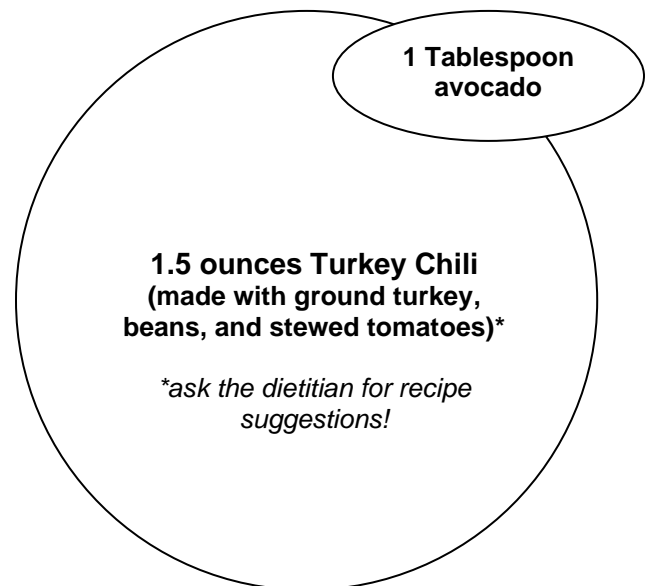 1 Tablespoon
avocado
1.5 ounces Turkey Chili
(made with ground turkey,
beans, and stewed tomatoes)*
*ask the dietitian for recipe
suggestions!